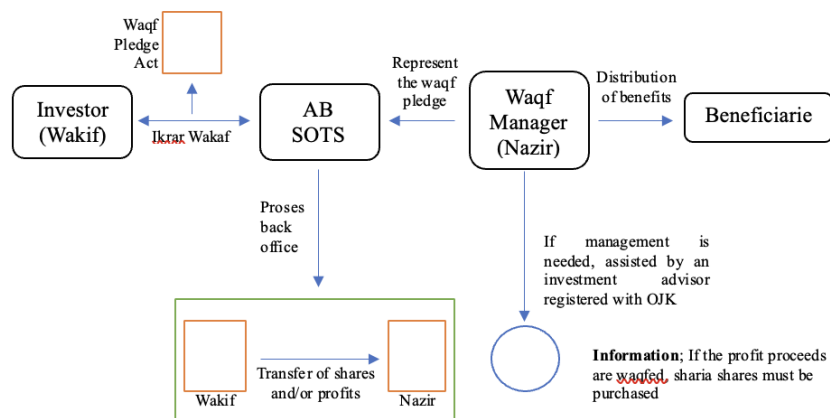 Waqf
Pledge
Act
Investor
(Wakif)
Ikrar Wakaf
AB
SOTS
Represent
the waqf
pledge
Waqf
Manager
(Nazir)
Distribution
of benefits
Beneficiarie
Proses
back
office
If management is
needed, assisted by an
investment advisor
registered with OJK
Wakif
Transfer of shares
and/or profits
Nazir
Information; If the profit proceeds
are waqfed, sharia shares must be
purchased